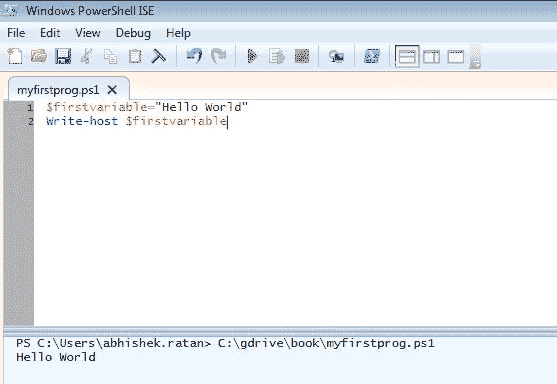 Windows PowerShell ISE
File Edit View Debug Help
myfirstprog.ps1
1 $firstvariable="Hello World"
2 Write-host $firstvariable
PS C:\Users\abhishek.ratan> C:\gdrive\book\myfirstprog.ps1
Hello World